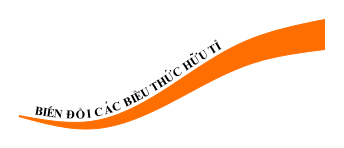 BIẾN ĐỔI CÁC BIỂU THỨC HỮU TỈ